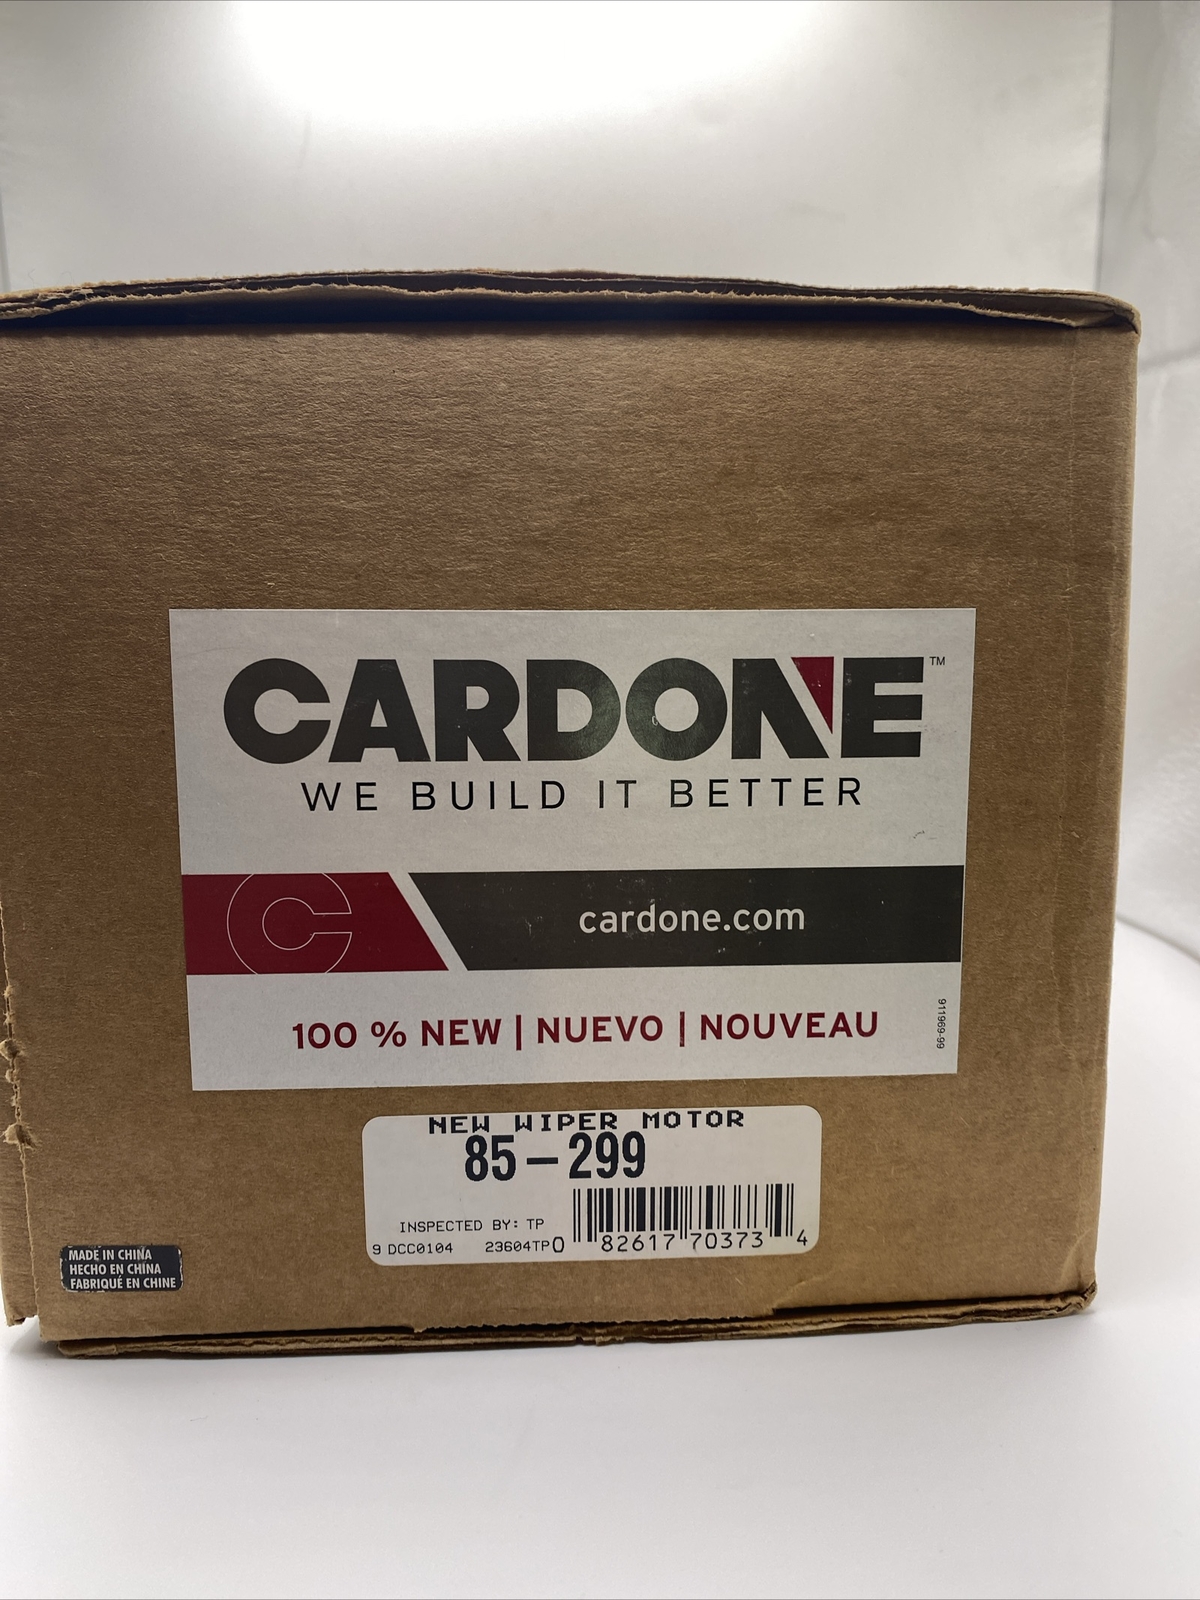 CARDONE™
WE BUILD IT BETTER
cardone.com
100 % NEW | NUEVO | NOUVEAU
911969-99
NEW WIPER MOTOR
85-299
INSPECTED BY: TP
9 DCC0104 23604TP
0 82617 70373 4
MADE IN CHINA
HECHO EN CHINA
FABRIQUÉ EN CHINE